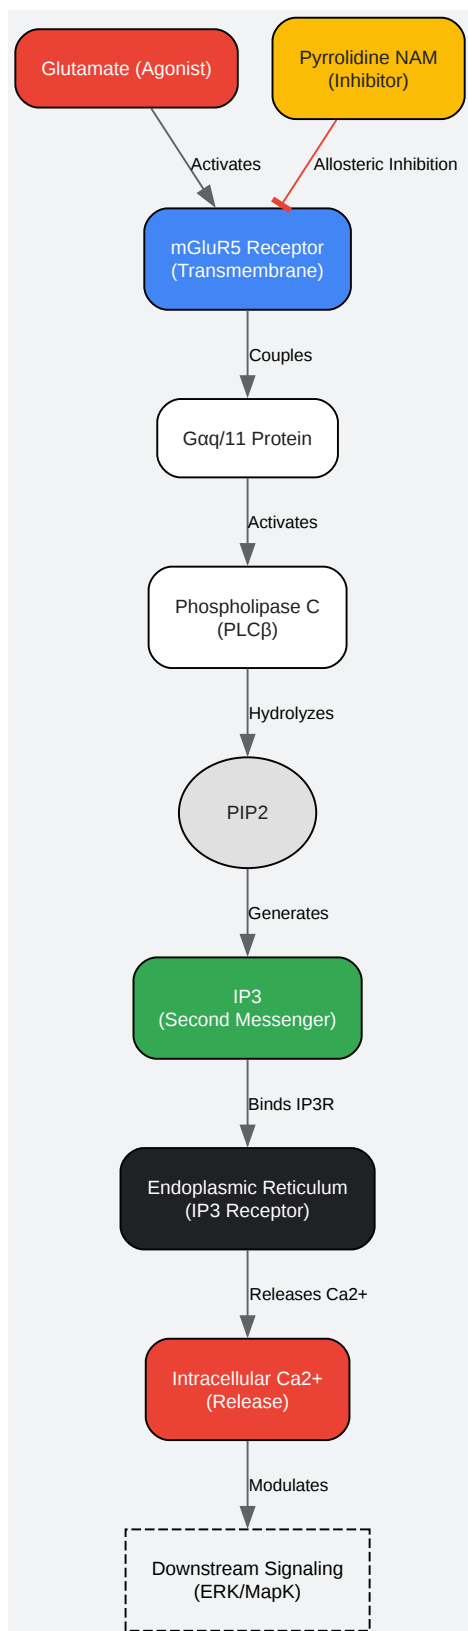 Glutamate (Agonist)
Pyrrolidine NAM
(Inhibitor)
Activates
Allosteric Inhibition
mGluR5 Receptor
(Transmembrane)
Couples
Gαq/11 Protein
Activates
Phospholipase C
(PLCβ)
Hydrolyzes
PIP2
Generates
IP3
(Second Messenger)
Binds IP3R
Endoplasmic Reticulum
(IP3 Receptor)
Releases Ca2+
Intracellular Ca2+
(Release)
Modulates
Downstream Signaling
(ERK/MapK)